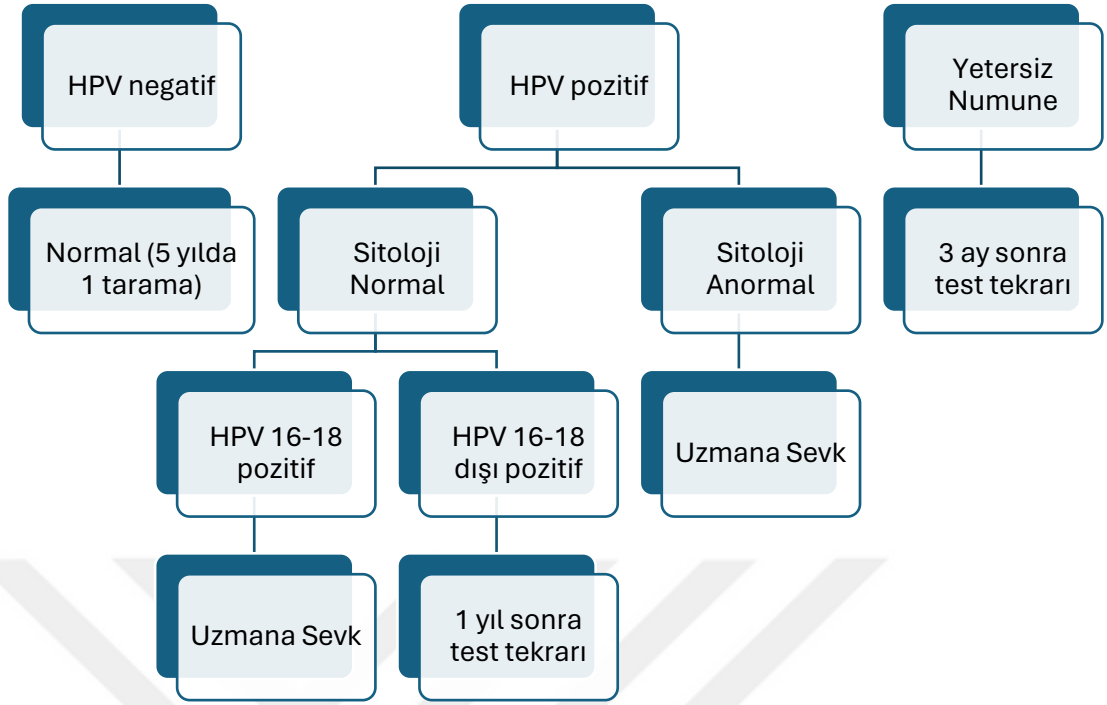 HPV negatif
HPV pozitif
Yetersiz
Numune
Normal (5 yılda
1 tarama)
Sitoloji
Normal
Sitoloji
Anormal
3 ay sonra
test tekrarı
HPV 16-18
pozitif
HPV 16-18
dışı pozitif
Uzmana Sevk
Uzmana Sevk
1 yıl sonra
test tekrarı